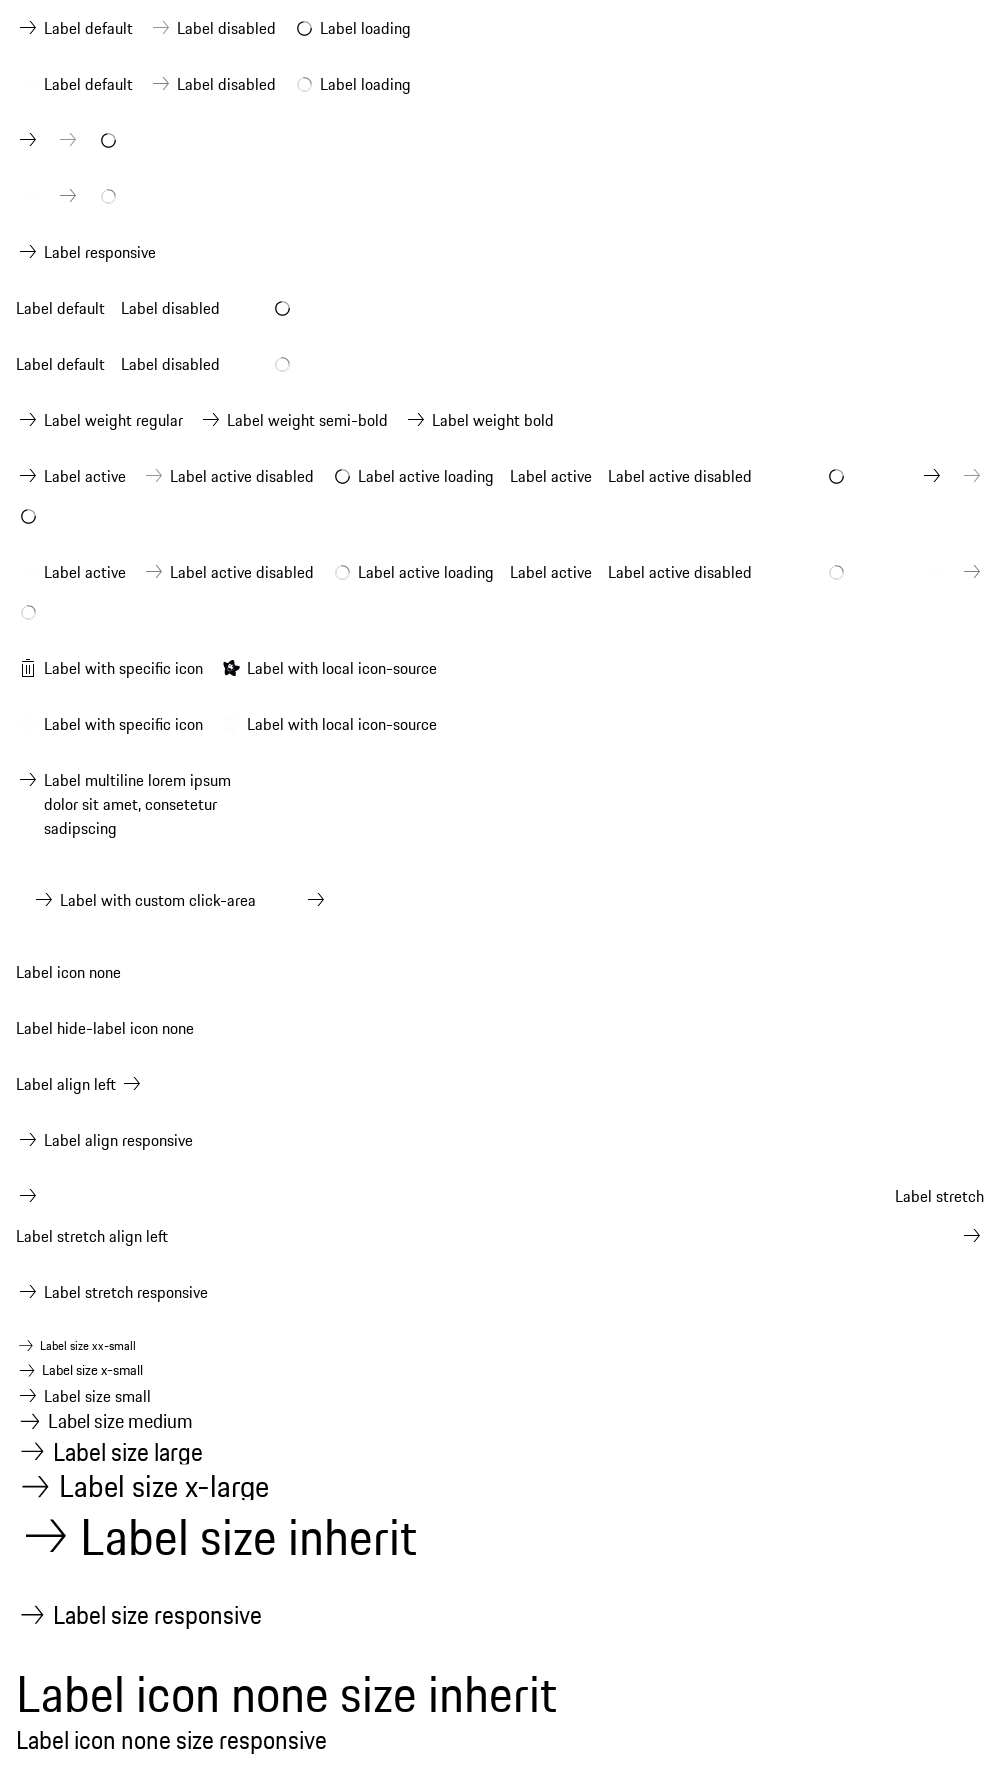 Label default Label disabled Label loading
Label default Label disabled Label loading
Label responsive
Label default Label disabled
Label default Label disabled
Label weight regular Label weight semi-bold Label weight bold
Label active Label active disabled Label active loading Label active Label active disabled
Label active Label active disabled Label active loading Label active Label active disabled
Label with specific icon Label with local icon-source
Label with specific icon Label with local icon-source
Label multiline lorem ipsum
dolor sit amet, consetetur
sadipscing
Label with custom click-area
Label icon none
Label hide-label icon none
Label align left
Label align responsive
Label stretch
Label stretch align left
Label stretch responsive
Label size xx-small
Label size x-small
Label size small
Label size medium
Label size large
Label size x-large
Label size inherit
Label size responsive
Label icon none size inherit
Label icon none size responsive